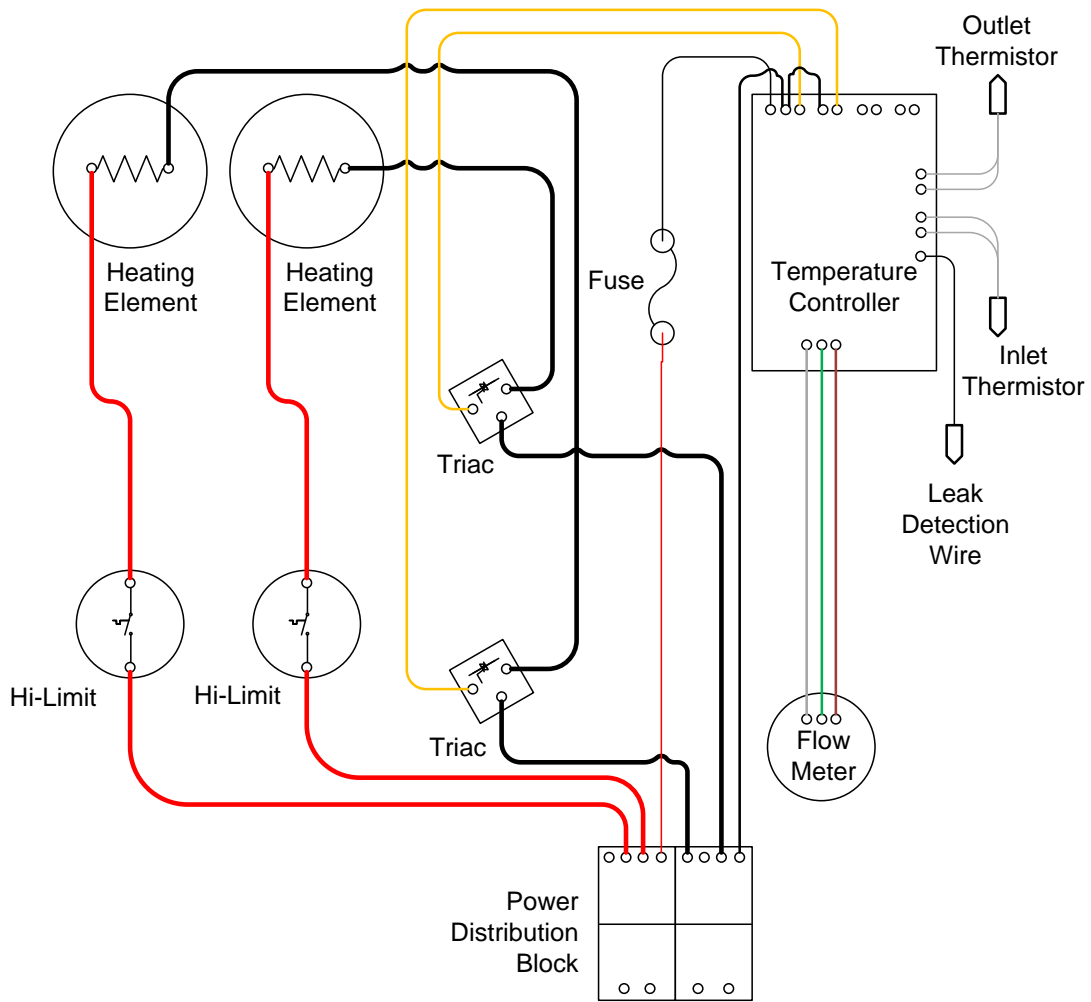 Outlet
Thermistor
Heating
Element
Heating
Element
Fuse
Temperature
Controller
Inlet
Thermistor
Triac
Leak
Detection
Wire
Hi-Limit
Hi-Limit
Triac
Flow
Meter
Power
Distribution
Block